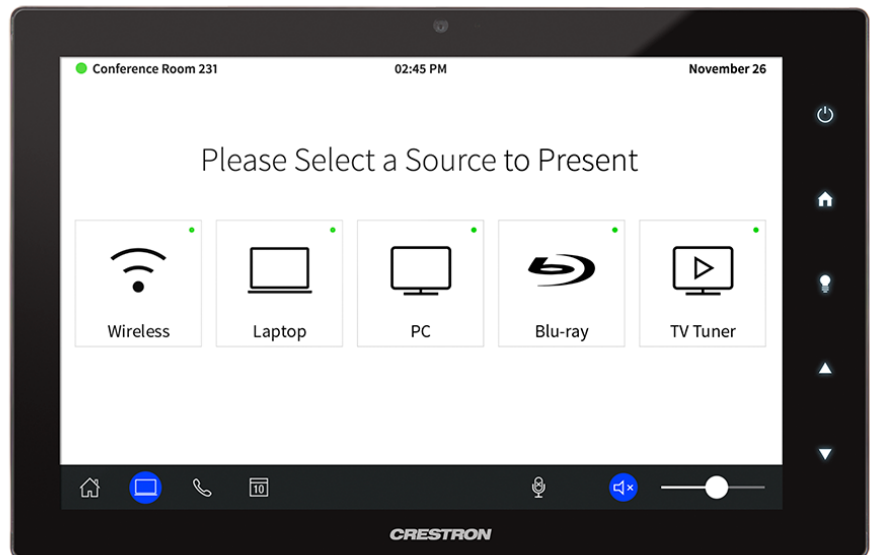 Conference Room 231 02:45 PM November 26
Please Select a Source to Present
Wireless Laptop PC Blu-ray TV Tuner
10
CRESTRON